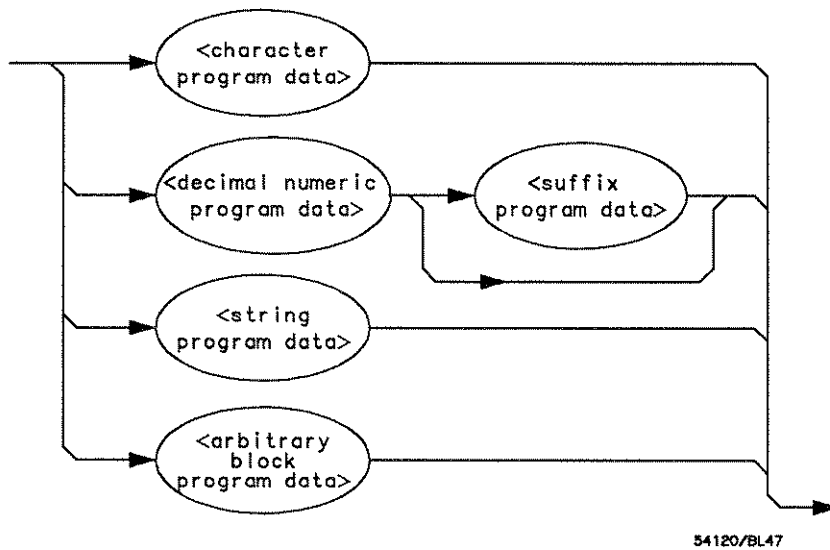 <character
program data>
<decimal numeric
program data>
<suffix
program data>
<string
program data>
<arbitrary
block
program data>
54120/BL47